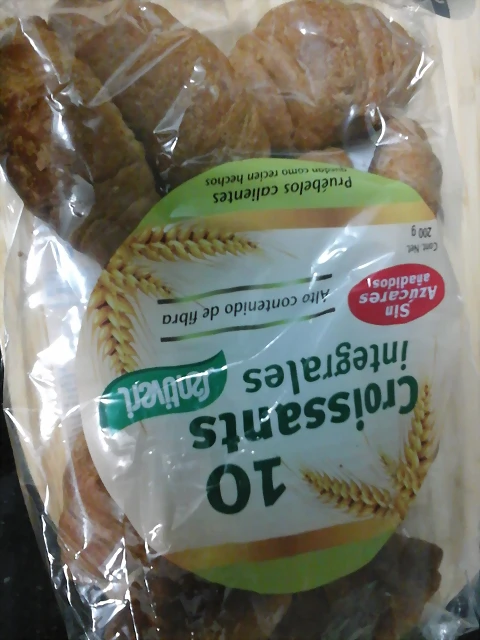 10
Croissants
integrales
Santiveri
Alto contenido de fibra
Sin
Azúcares
añadidos
Cont. Net.
200 g
Pruébelos calientes
quedan como recien hechos